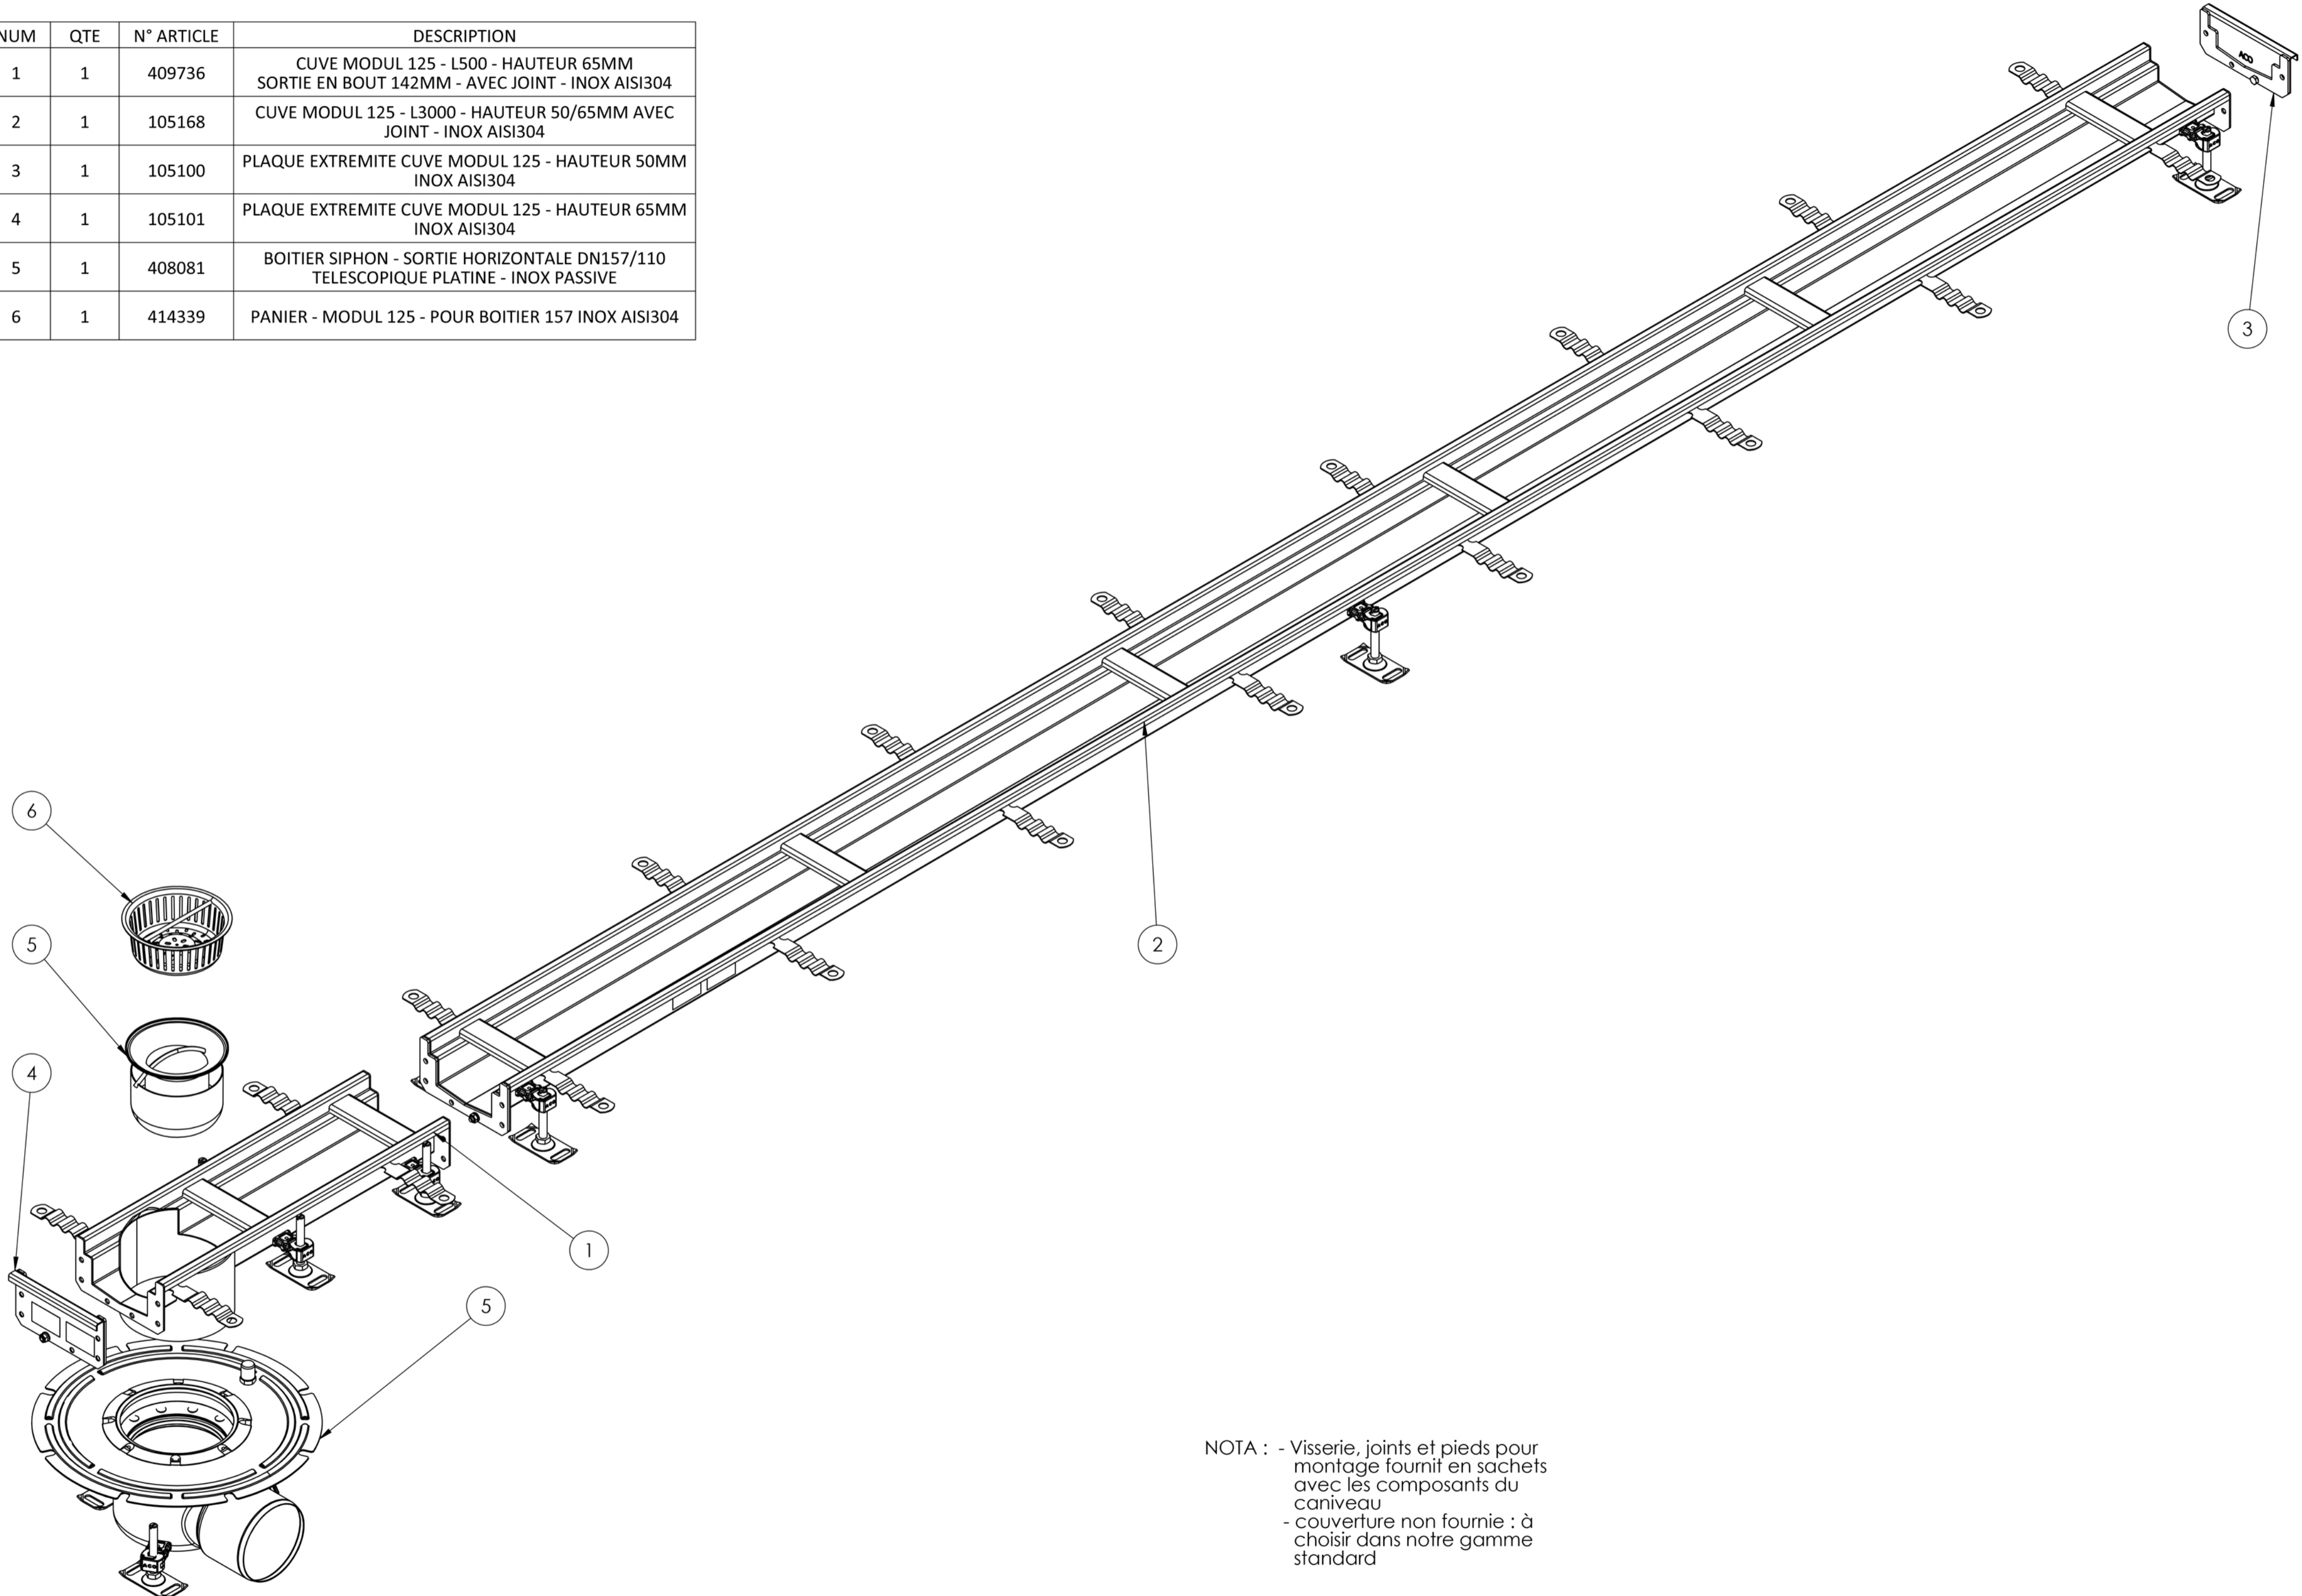 NUM QTE N° ARTICLE DESCRIPTION
1 1 409736 CUVE MODUL 125 - L500 - HAUTEUR 65MM
SORTIE EN BOUT 142MM - AVEC JOINT - INOX AISI304
2 1 105168 CUVE MODUL 125 - L3000 - HAUTEUR 50/65MM AVEC
JOINT - INOX AISI304
3 1 105100 PLAQUE EXTREMITE CUVE MODUL 125 - HAUTEUR 50MM
INOX AISI304
4 1 105101 PLAQUE EXTREMITE CUVE MODUL 125 - HAUTEUR 65MM
INOX AISI304
5 1 408081 BOITIER SIPHON - SORTIE HORIZONTALE DN157/110
TELESCOPIQUE PLATINE - INOX PASSIVE
6 1 414339 PANIER - MODUL 125 - POUR BOITIER 157 INOX AISI304
ACO
3
6
5
2
4
1
5
NOTA : - Visserie, joints et pieds pour
montage fournit en sachets
avec les composants du
caniveau
- couverture non fournie : à
choisir dans notre gamme
standard